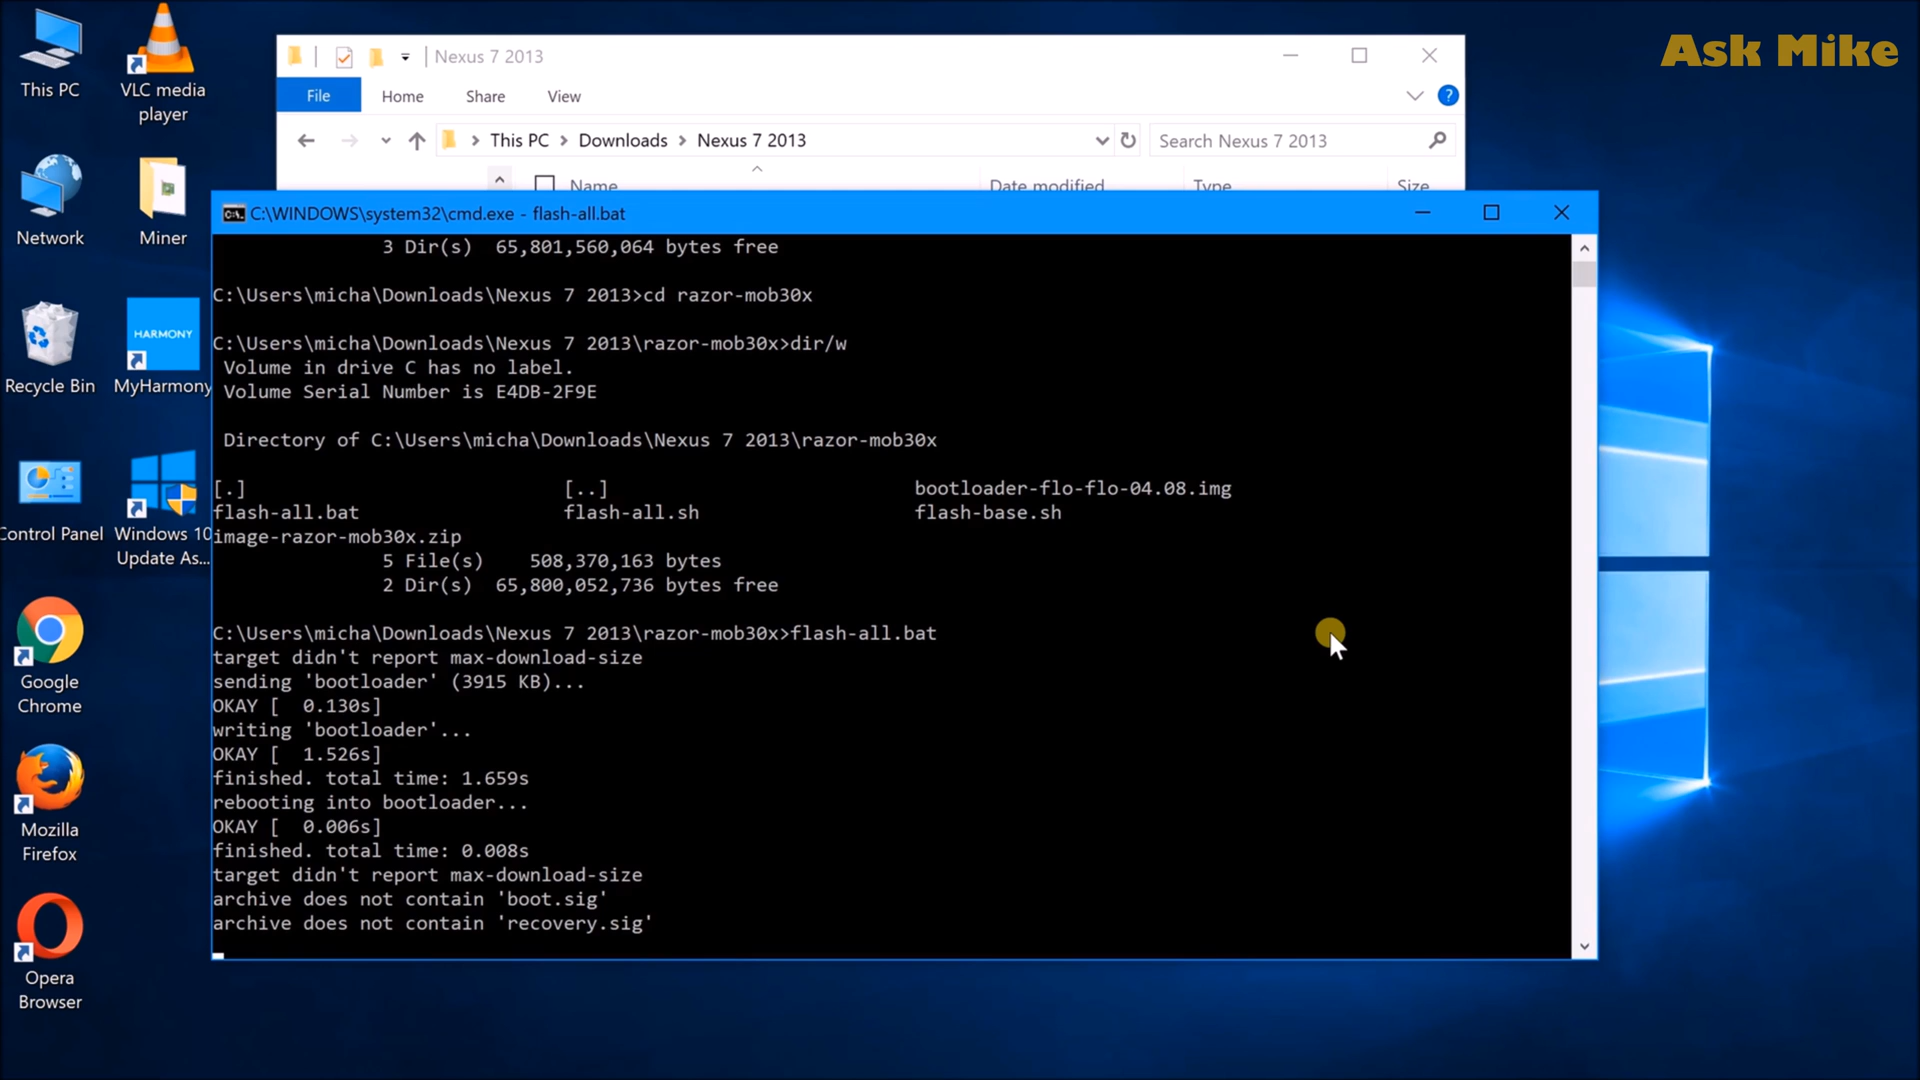 Ask Mike
This PC
VLC media
player
Network
Miner
Recycle Bin
HARMONY
MyHarmony
Control Panel
Windows 10
Update As...
Google
Chrome
Mozilla
Firefox
Opera
Browser
Nexus 7 2013
File Home Share View
This PC > Downloads > Nexus 7 2013
Search Nexus 7 2013
Name Date modified Type Size
C:\WINDOWS\system32\cmd.exe - flash-all.bat
3 Dir(s) 65,801,560,064 bytes free
C:\Users\micha\Downloads\Nexus 7 2013>cd razor-mob30x
C:\Users\micha\Downloads\Nexus 7 2013\razor-mob30x>dir/w
Volume in drive C has no label.
Volume Serial Number is E4DB-2F9E
Directory of C:\Users\micha\Downloads\Nexus 7 2013\razor-mob30x
[.] [..] bootloader-flo-flo-04.08.img
flash-all.bat flash-all.sh flash-base.sh
image-razor-mob30x.zip
5 File(s) 508,370,163 bytes
2 Dir(s) 65,800,052,736 bytes free
C:\Users\micha\Downloads\Nexus 7 2013\razor-mob30x>flash-all.bat
target didn't report max-download-size
sending 'bootloader' (3915 KB)...
OKAY [ 0.130s]
writing 'bootloader'...
OKAY [ 1.526s]
finished. total time: 1.659s
rebooting into bootloader...
OKAY [ 0.006s]
finished. total time: 0.008s
target didn't report max-download-size
archive does not contain 'boot.sig'
archive does not contain 'recovery.sig'